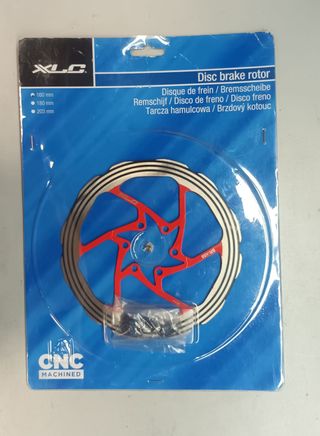 XLC
Disc brake rotor
160 mm
180 mm
203 mm
Disque de frein / Bremsscheibe
Remschijf / Disco de freno / Disco freno
Tarcza hamulcowa / Brzdový kotouc
CNC
MACHINED